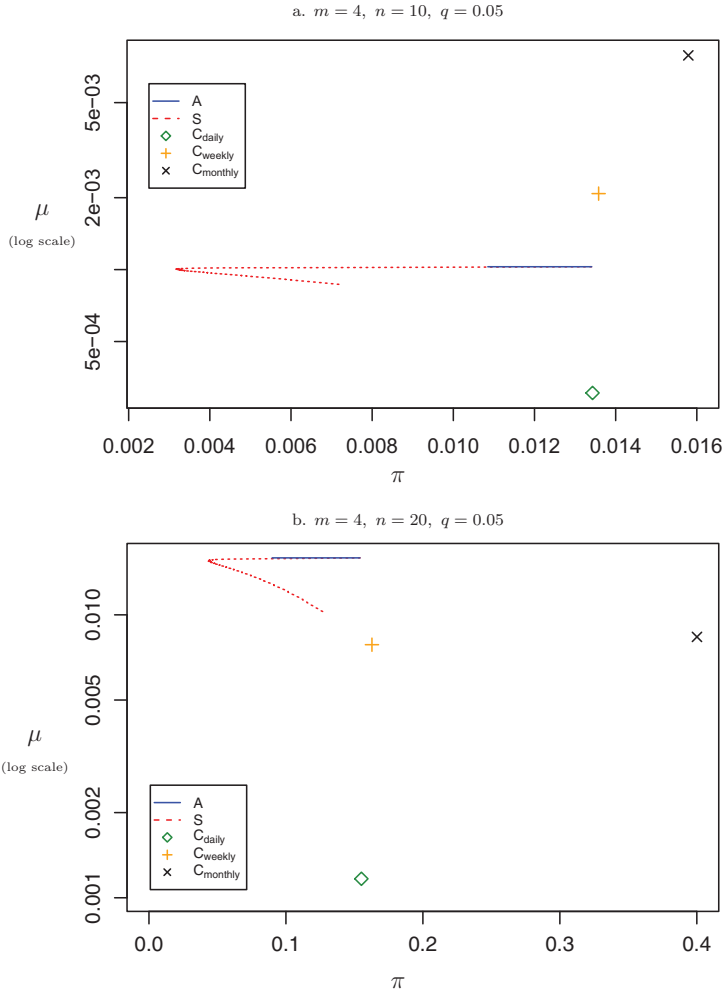 a. m = 4, n = 10, q = 0.05
5e−03
2e−03
5e−04
μ
(log scale)
A
S
C_daily
C_weekly
C_monthly
0.002 0.004 0.006 0.008 0.010 0.012 0.014 0.016
π
b. m = 4, n = 20, q = 0.05
0.010
0.005
0.002
0.001
μ
(log scale)
A
S
C_daily
C_weekly
C_monthly
0.0 0.1 0.2 0.3 0.4
π